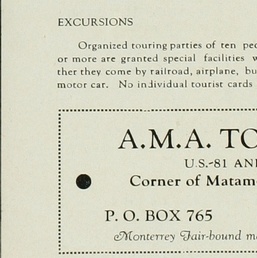 EXCURSIONS
Organized touring parties of ten
or more are granted special facilities
ther they come by railroad, airplane,
motor car. No individual tourist cards
A.M.A. TO
U.S.-81 AN
Corner of Matam
P. O. BOX 765
Monterrey Fair-bound